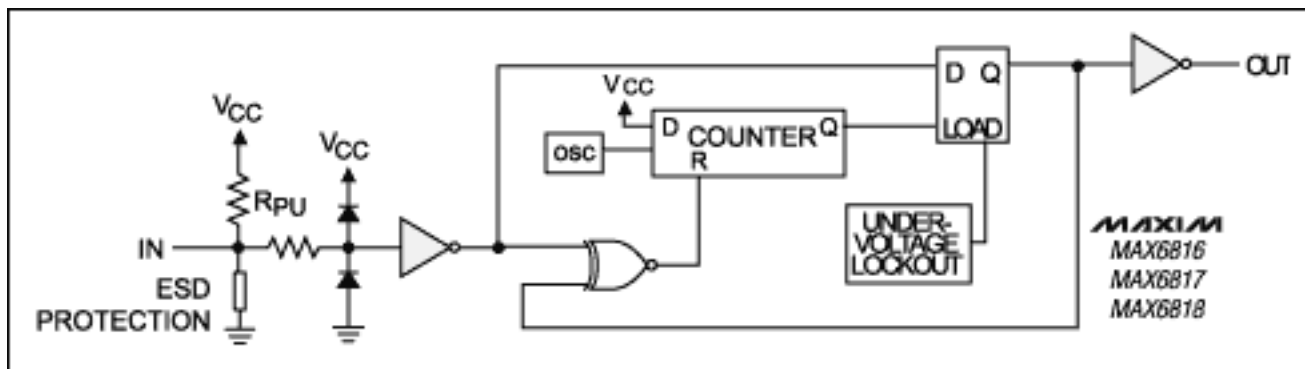 VCC
RPU
IN
ESD
PROTECTION
VCC
VCC
OSC
D
COUNTER
Q
R
D Q
LOAD
UNDER-
VOLTAGE
LOCKOUT
OUT
MAXIM
MAX6816
MAX6817
MAX6818